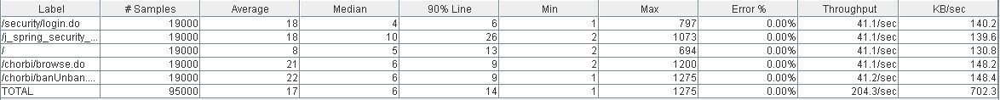 Label # Samples Average Median 90% Line Min Max Error % Throughput KB/sec
/security/login.do 19000 18 4 6 1 797 0.00% 41.1/sec 140.2
/j_spring_security_... 19000 18 10 26 2 1073 0.00% 41.1/sec 139.6
/ 19000 8 5 13 2 694 0.00% 41.1/sec 130.8
/chorbi/browse.do 19000 21 6 9 2 1200 0.00% 41.1/sec 148.2
/chorbi/banUnban.... 19000 22 6 9 1 1275 0.00% 41.2/sec 148.4
TOTAL 95000 17 6 14 1 1275 0.00% 204.3/sec 702.3